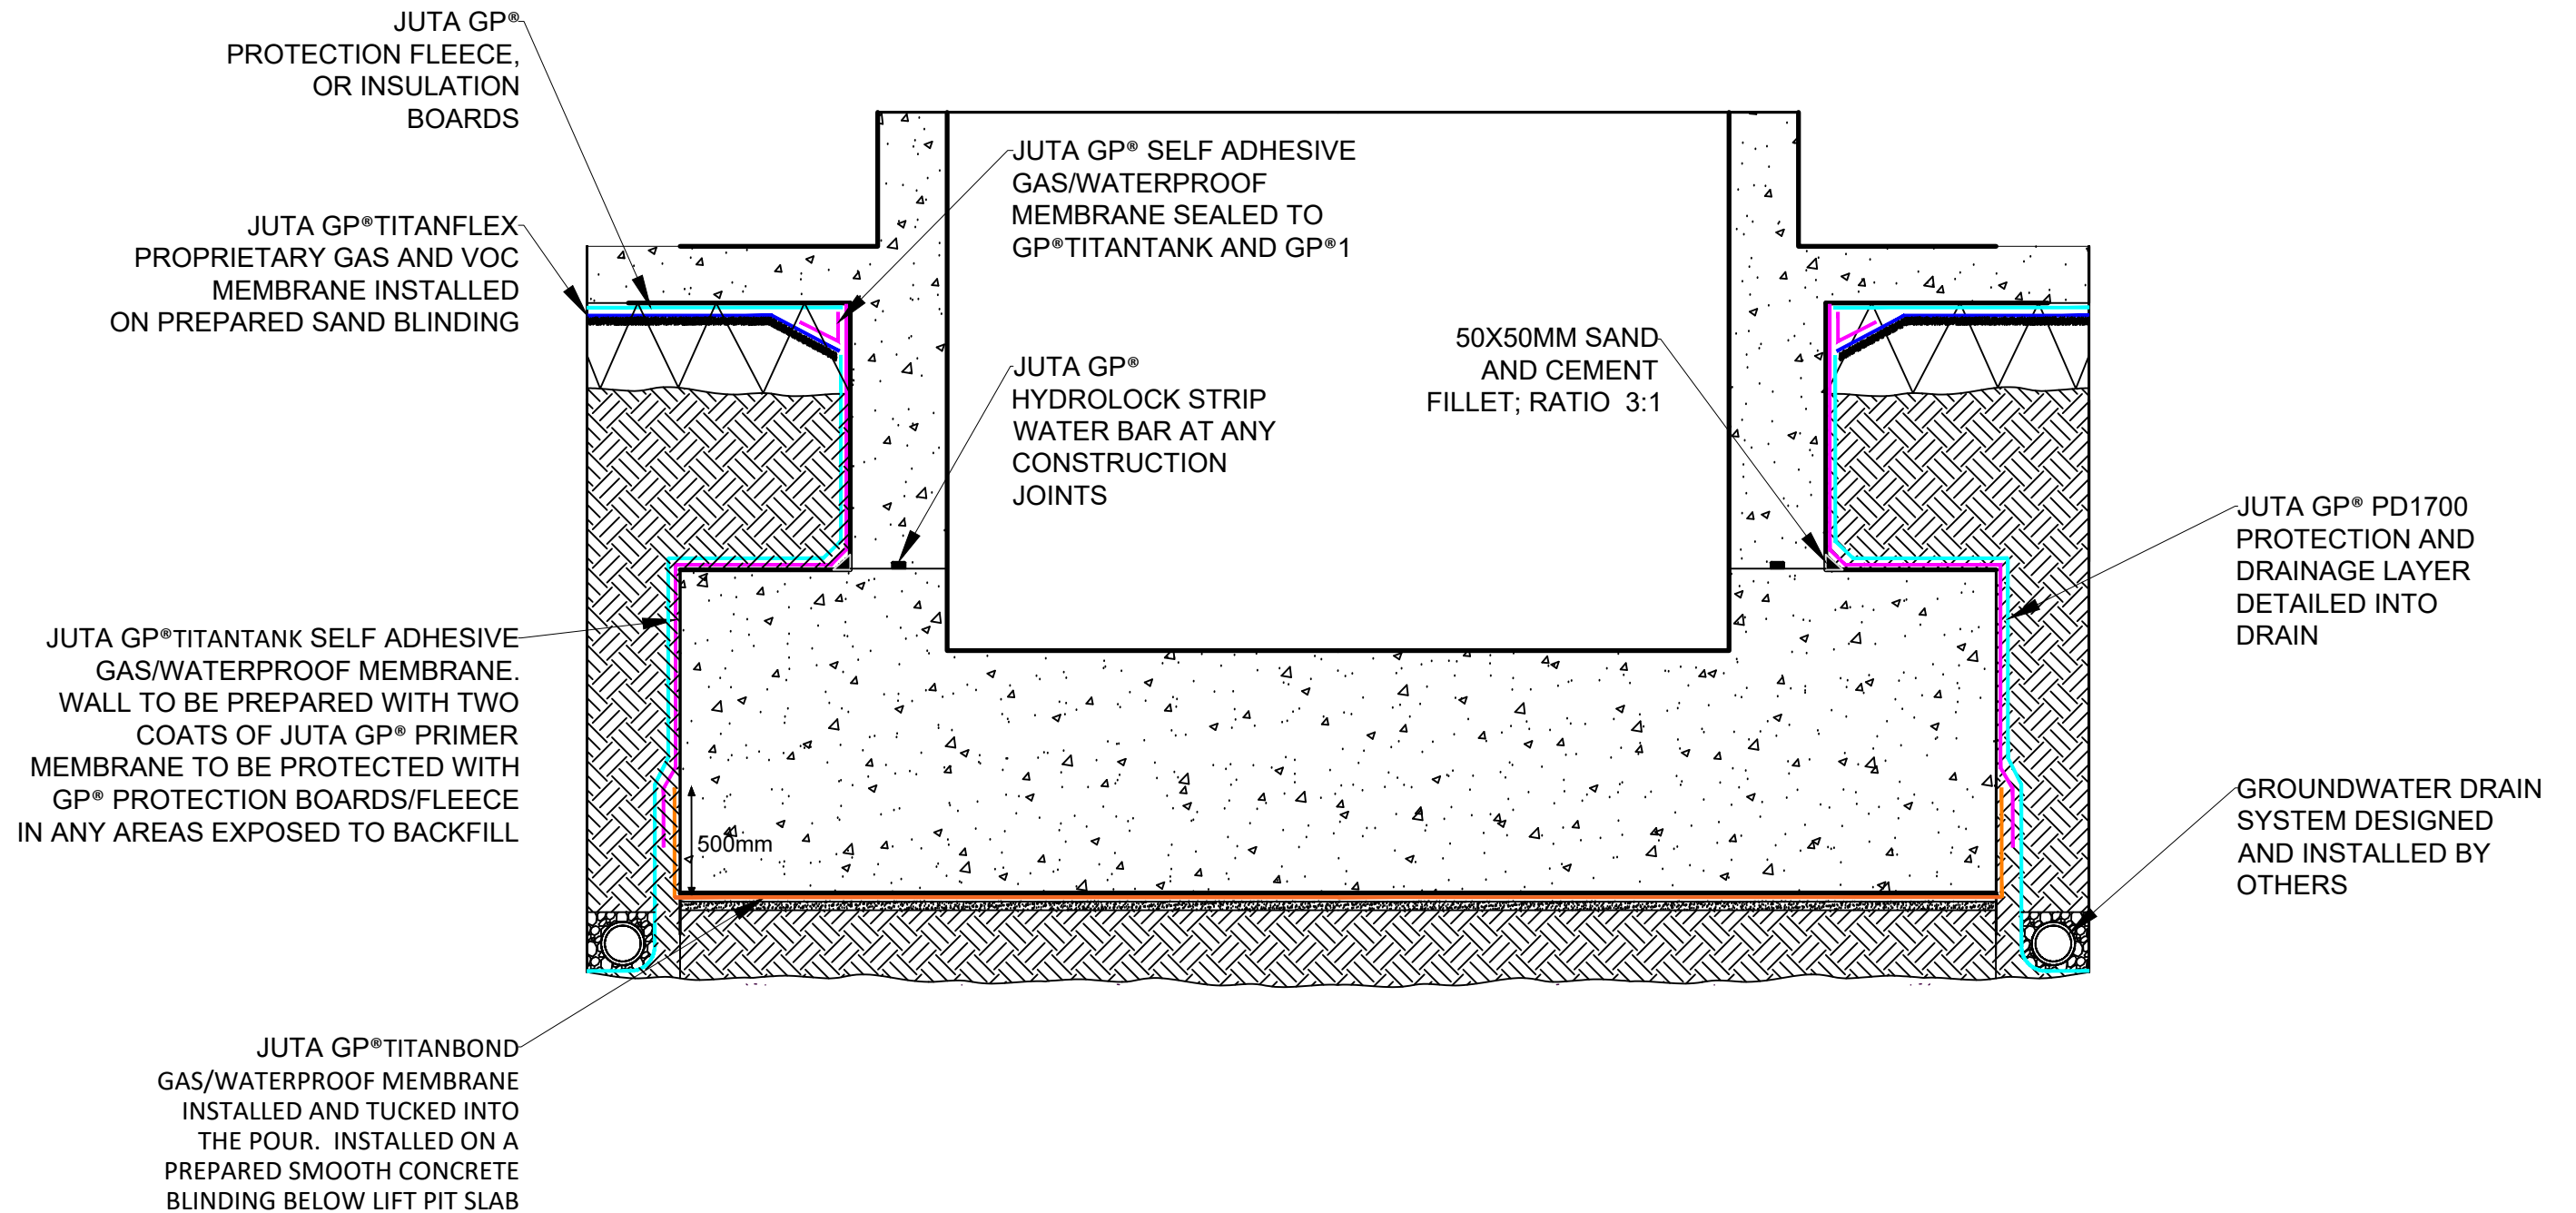 JUTA GP®
PROTECTION FLEECE,
OR INSULATION
BOARDS
JUTA GP®TITANFLEX
PROPRIETARY GAS AND VOC
MEMBRANE INSTALLED
ON PREPARED SAND BLINDING
JUTA GP®TITANTANK SELF ADHESIVE
GAS/WATERPROOF MEMBRANE.
WALL TO BE PREPARED WITH TWO
COATS OF JUTA GP® PRIMER
MEMBRANE TO BE PROTECTED WITH
GP® PROTECTION BOARDS/FLEECE
IN ANY AREAS EXPOSED TO BACKFILL
JUTA GP®TITANBOND
GAS/WATERPROOF MEMBRANE
INSTALLED AND TUCKED INTO
THE POUR.  INSTALLED ON A
PREPARED SMOOTH CONCRETE
BLINDING BELOW LIFT PIT SLAB
JUTA GP® SELF ADHESIVE
GAS/WATERPROOF
MEMBRANE SEALED TO
GP®TITANTANK AND GP®1
JUTA GP®
HYDROLOCK STRIP
WATER BAR AT ANY
CONSTRUCTION
JOINTS
50X50MM SAND
AND CEMENT
FILLET; RATIO  3:1
500mm
JUTA GP® PD1700
PROTECTION AND
DRAINAGE LAYER
DETAILED INTO
DRAIN
GROUNDWATER DRAIN
SYSTEM DESIGNED
AND INSTALLED BY
OTHERS